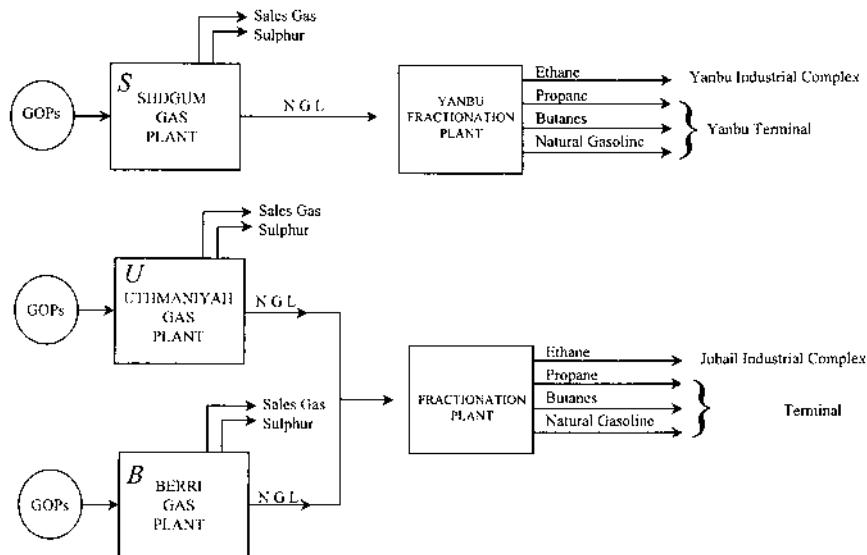 Sales Gas
Sulphur
S
SHDGUM
GAS
PLANT
GOPs
N G L
YANBU
FRACTIONATION
PLANT
Ethane
Propane
Butanes
Natural Gasoline
Yanbu Industrial Complex
Yanbu Terminal
Sales Gas
Sulphur
U
UTHMANIYAH
GAS
PLANT
GOPs
N G L
Sales Gas
Sulphur
B
BERRI
GAS
PLANT
GOPs
N G L
FRACTIONATION
PLANT
Ethane
Propane
Butanes
Natural Gasoline
Jubail Industrial Complex
Terminal